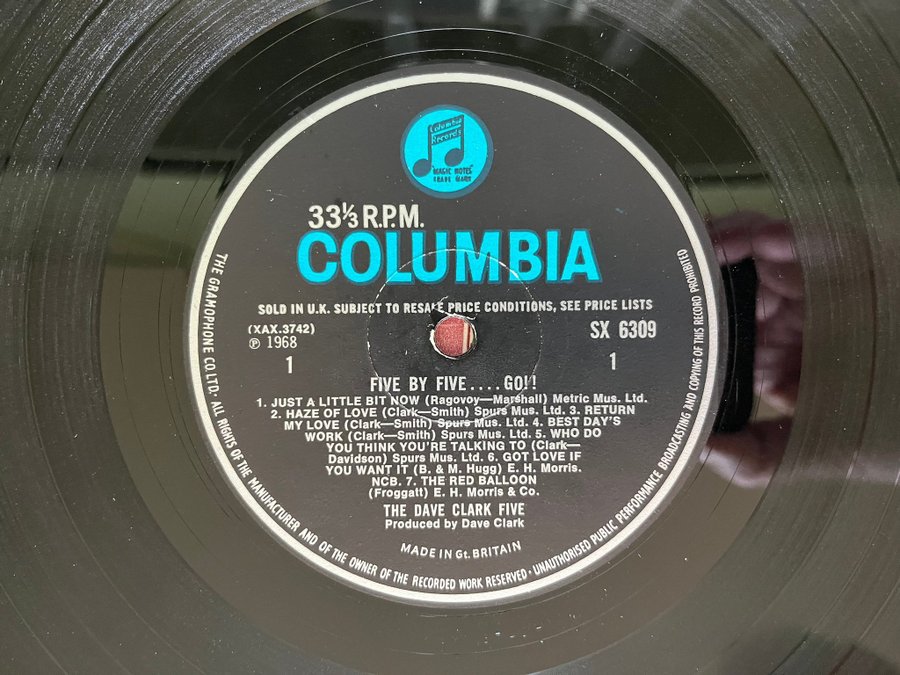 Columbia
Records
MAGIC NOTES
TRADE MARK
33⅓ R.P.M.
COLUMBIA
SOLD IN U.K. SUBJECT TO RESALE PRICE CONDITIONS, SEE PRICE LISTS
(XAX.3742)
SX 6309
℗ 1968
1
1
FIVE BY FIVE....GO!!
1. JUST A LITTLE BIT NOW (Ragovoy—Marshall) Metric Mus. Ltd.
2. HAZE OF LOVE (Clark—Smith) Spurs Mus. Ltd. 3. RETURN
MY LOVE (Clark—Smith) Spurs Mus. Ltd. 4. BEST DAY'S
WORK (Clark—Smith) Spurs Mus. Ltd. 5. WHO DO
YOU THINK YOU'RE TALKING TO (Clark—
Davidson) Spurs Mus. Ltd. 6. GOT LOVE IF
YOU WANT IT (B. & M. Hugg) E. H. Morris.
NCB. 7. THE RED BALLOON
(Froggatt) E. H. Morris & Co.
THE DAVE CLARK FIVE
Produced by Dave Clark
MADE IN Gt. BRITAIN
THE GRAMOPHONE CO. LTD. ALL RIGHTS OF THE MANUFACTURER AND OF THE OWNER OF THE RECORDED WORK RESERVED · UNAUTHORISED PUBLIC PERFORMANCE BROADCASTING AND COPYING OF THIS RECORD PROHIBITED